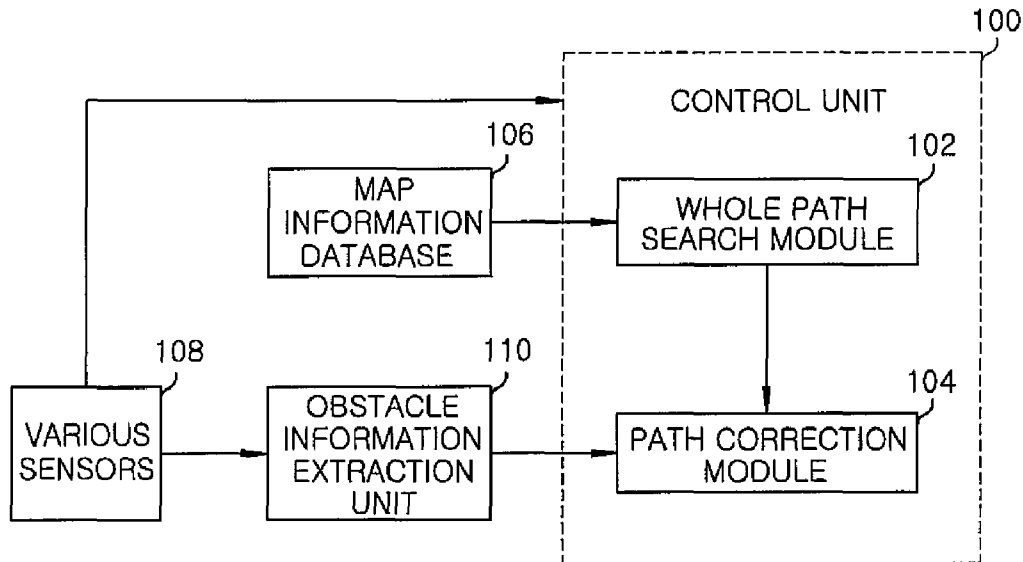 100
CONTROL UNIT
106
MAP
INFORMATION
DATABASE
102
WHOLE PATH
SEARCH MODULE
108
VARIOUS
SENSORS
110
OBSTACLE
INFORMATION
EXTRACTION
UNIT
104
PATH CORRECTION
MODULE